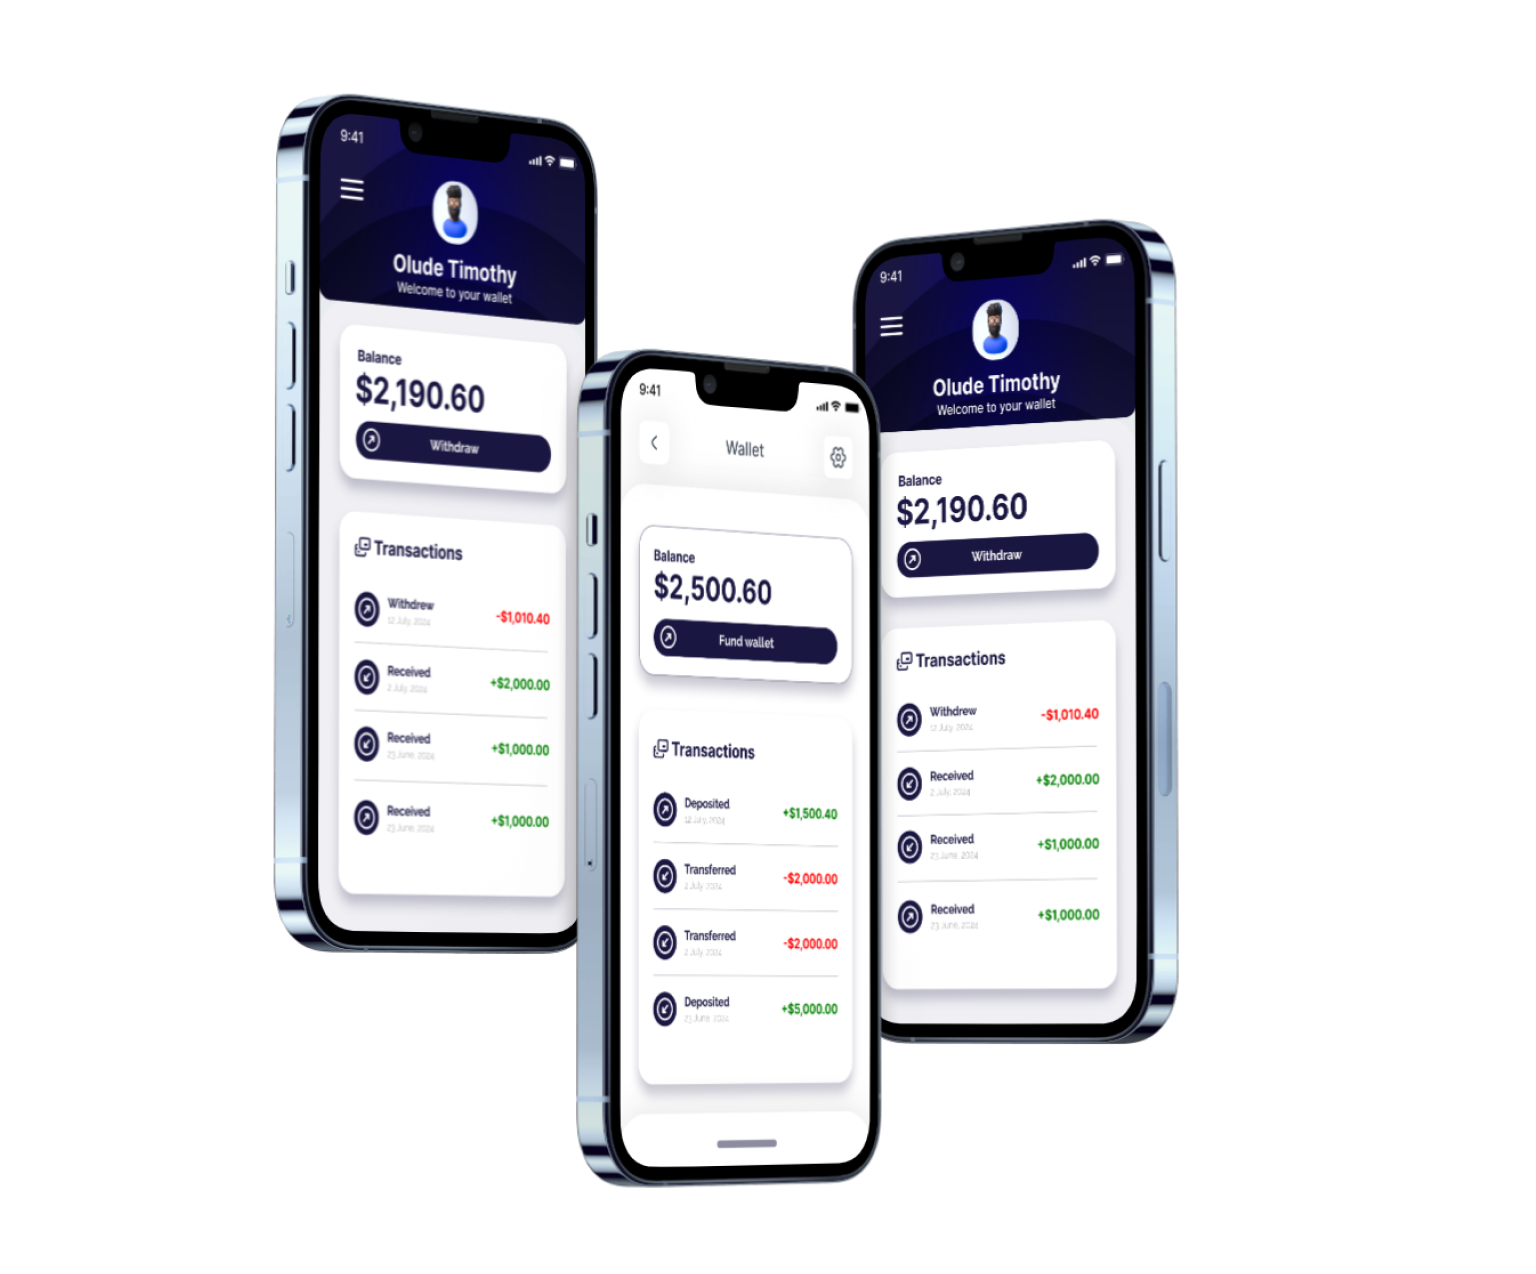 9:41
Olude Timothy
Welcome to your wallet
Balance
$2,190.60
Withdraw
Transactions
Withdrew
-$1,010.40
12 July, 2024
Received
+$2,000.00
2 July, 2024
Received
+$1,000.00
23 June, 2024
Received
+$1,000.00
23 June, 2024
9:41
Wallet
Balance
$2,500.60
Fund wallet
Transactions
Deposited
+$1,500.40
12 July, 2024
Transferred
-$2,000.00
2 July, 2024
Transferred
-$2,000.00
2 July, 2024
Deposited
+$5,000.00
23 June, 2024
9:41
Olude Timothy
Welcome to your wallet
Balance
$2,190.60
Withdraw
Transactions
Withdrew
-$1,010.40
12 July, 2024
Received
+$2,000.00
2 July, 2024
Received
+$1,000.00
23 June, 2024
Received
+$1,000.00
23 June, 2024